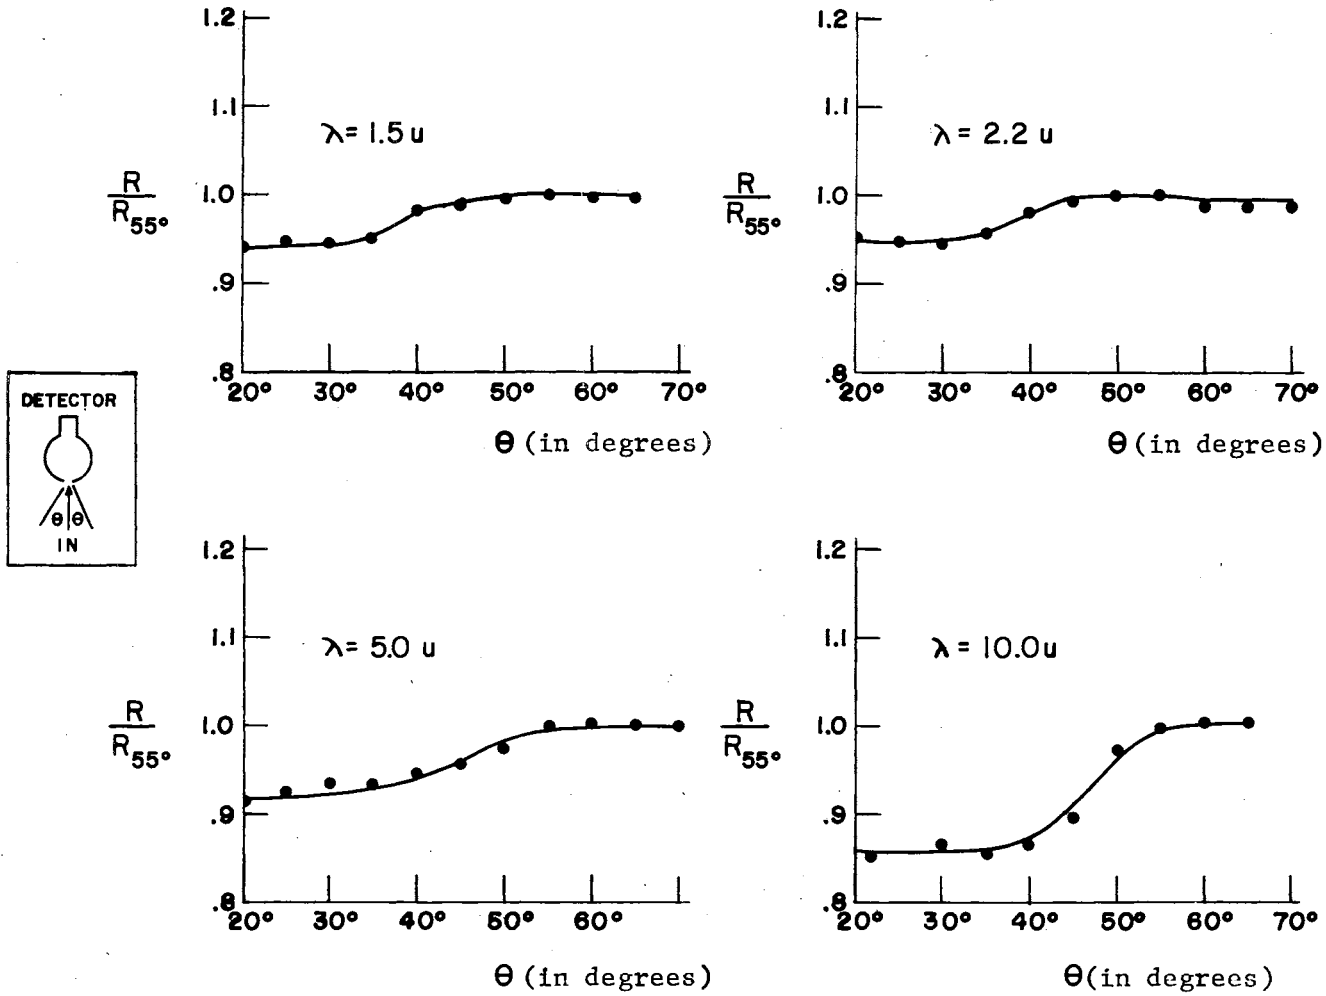 1.2
1.1
1.0
.9
.8
R
R55°
λ= 1.5 u
20° 30° 40° 50° 60° 70°
θ (in degrees)
1.2
1.1
1.0
.9
.8
R
R55°
λ= 2.2 u
20° 30° 40° 50° 60° 70°
θ (in degrees)
DETECTOR
θ θ
IN
1.2
1.1
1.0
.9
.8
R
R55°
λ= 5.0 u
20° 30° 40° 50° 60°
θ (in degrees)
1.2
1.1
1.0
.9
.8
R
R55°
λ = 10.0 u
20° 30° 40° 50° 60° 70°
θ (in degrees)